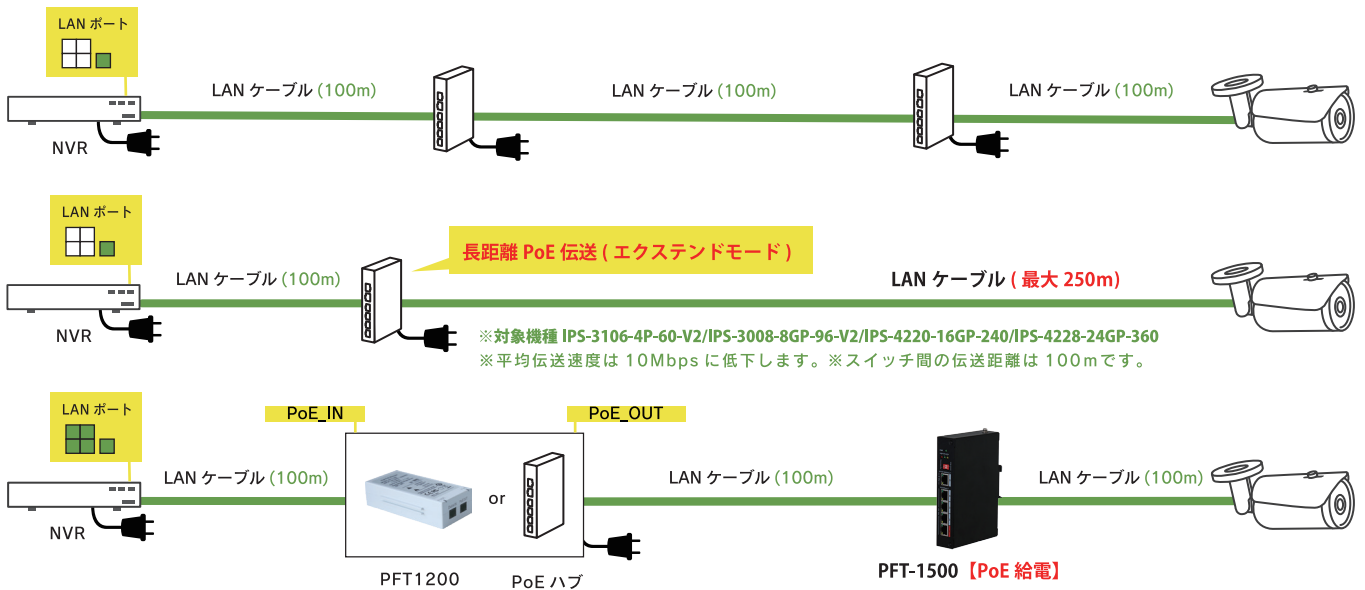 LAN ポート
LAN ケーブル (100m)
LAN ケーブル (100m)
LAN ケーブル (100m)
NVR
LAN ポート
長距離 PoE 伝送 ( エクステンドモード )
LAN ケーブル (100m)
LAN ケーブル ( 最大 250m)
NVR
※対象機種 IPS-3106-4P-60-V2/IPS-3008-8GP-96-V2/IPS-4220-16GP-240/IPS-4228-24GP-360
※平均伝送速度は 10Mbps に低下します。※スイッチ間の伝送距離は 100m です。
LAN ポート
PoE_IN
PoE_OUT
LAN ケーブル (100m)
LAN ケーブル (100m)
LAN ケーブル (100m)
or
NVR
PFT1200
PoE ハブ
PFT-1500【PoE 給電】